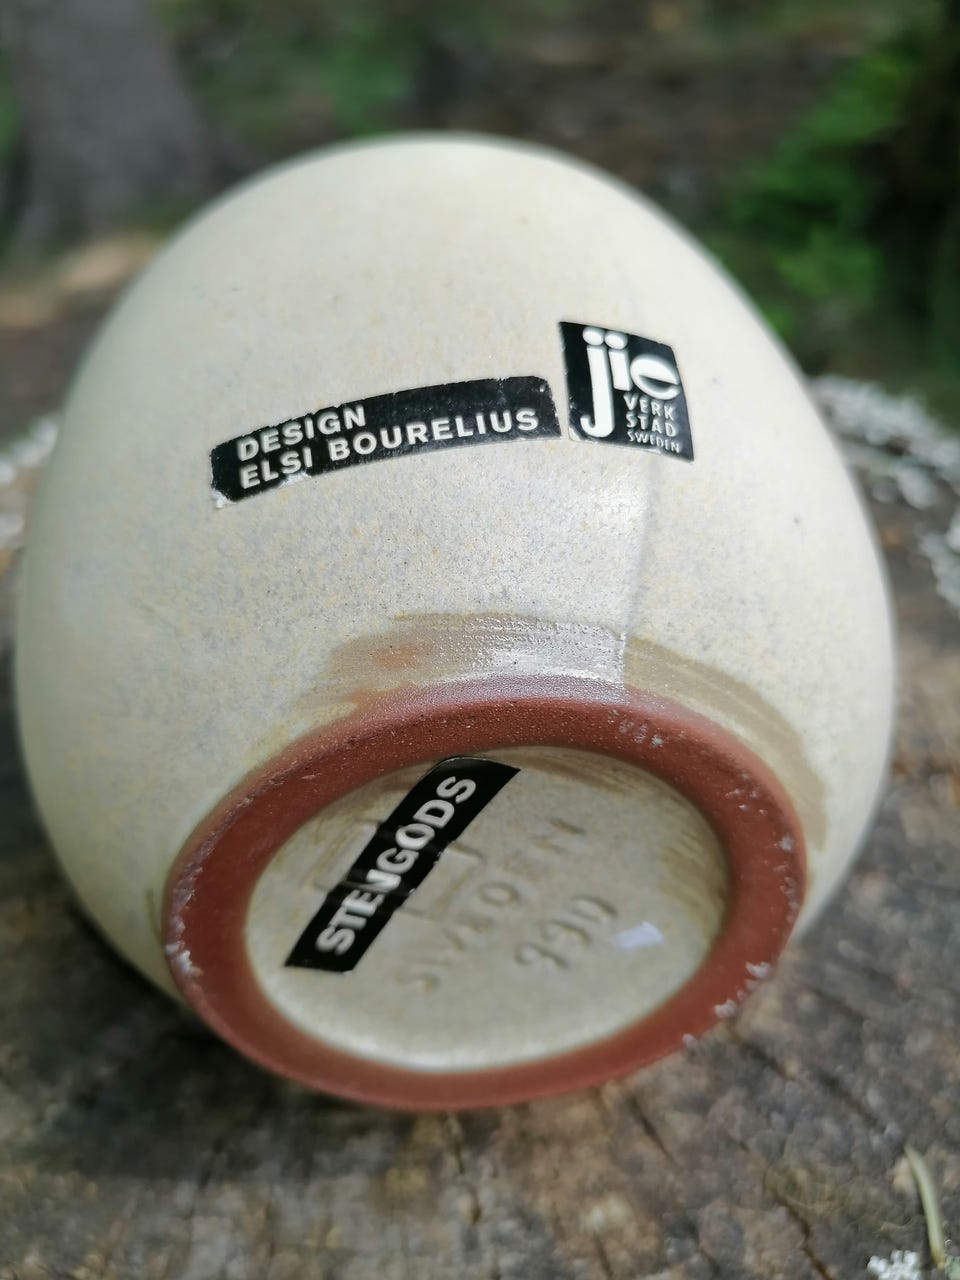 DESIGN
ELSI BOURELIUS
jie
VERK
STAD
SWEDEN
STENGODS
SWEDEN
990